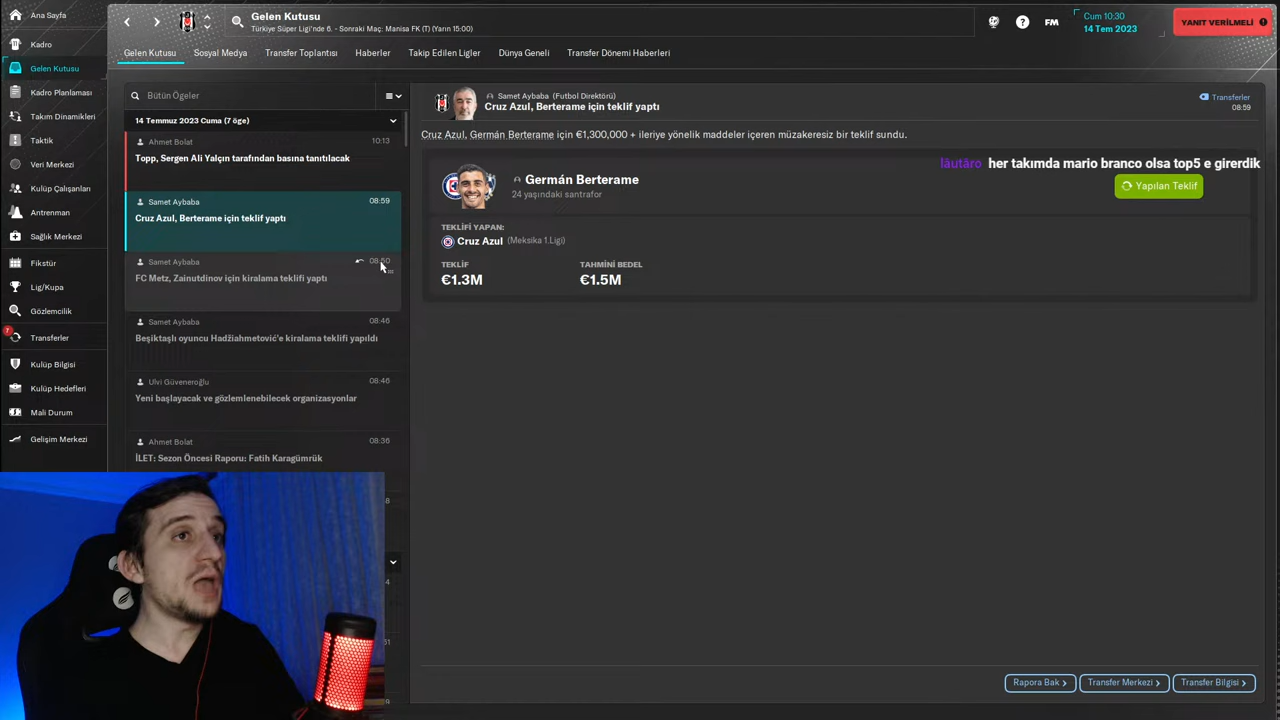 Ana Sayfa
Kadro
Gelen Kutusu
Kadro Planlaması
Takım Dinamikleri
Taktik
Veri Merkezi
Kulüp Çalışanları
Antrenman
Sağlık Merkezi
Fikstür
Lig/Kupa
Gözlemcilik
7
Transferler
Kulüp Bilgisi
Kulüp Hedefleri
Mali Durum
Gelişim Merkezi
Gelen Kutusu
Türkiye Süper Ligi'nde 6. - Sonraki Maç: Manisa FK (T) (Yarın 15:00)
FM
Cum 10:30
14 Tem 2023
YANIT VERİLMELİ
Gelen Kutusu
Sosyal Medya
Transfer Toplantısı
Haberler
Takip Edilen Ligler
Dünya Geneli
Transfer Dönemi Haberleri
Bütün Ögeler
14 Temmuz 2023 Cuma (7 öge)
Ahmet Bolat 10:13
Topp, Sergen Ali Yalçın tarafından basına tanıtılacak
Samet Aybaba 08:59
Cruz Azul, Berterame için teklif yaptı
Samet Aybaba 08:50
FC Metz, Zainutdinov için kiralama teklifi yaptı
Samet Aybaba 08:46
Beşiktaşlı oyuncu Hadžiahmetović'e kiralama teklifi yapıldı
Ulvi Güveneroğlu 08:46
Yeni başlayacak ve gözlemlenebilecek organizasyonlar
Ahmet Bolat 08:36
İLET: Sezon Öncesi Raporu: Fatih Karagümrük
Samet Aybaba (Futbol Direktörü)
Cruz Azul, Berterame için teklif yaptı
Transferler
08:59
Cruz Azul, Germán Berterame için €1,300,000 + ileriye yönelik maddeler içeren müzakeresiz bir teklif sundu.
läutäro her takımda mario branco olsa top5 e girerdik
Germán Berterame
24 yaşındaki santrafor
Yapılan Teklif
TEKLİFİ YAPAN:
Cruz Azul (Meksika 1.Ligi)
TEKLİF
TAHMİNİ BEDEL
€1.3M
€1.5M
Rapora Bak
Transfer Merkezi
Transfer Bilgisi